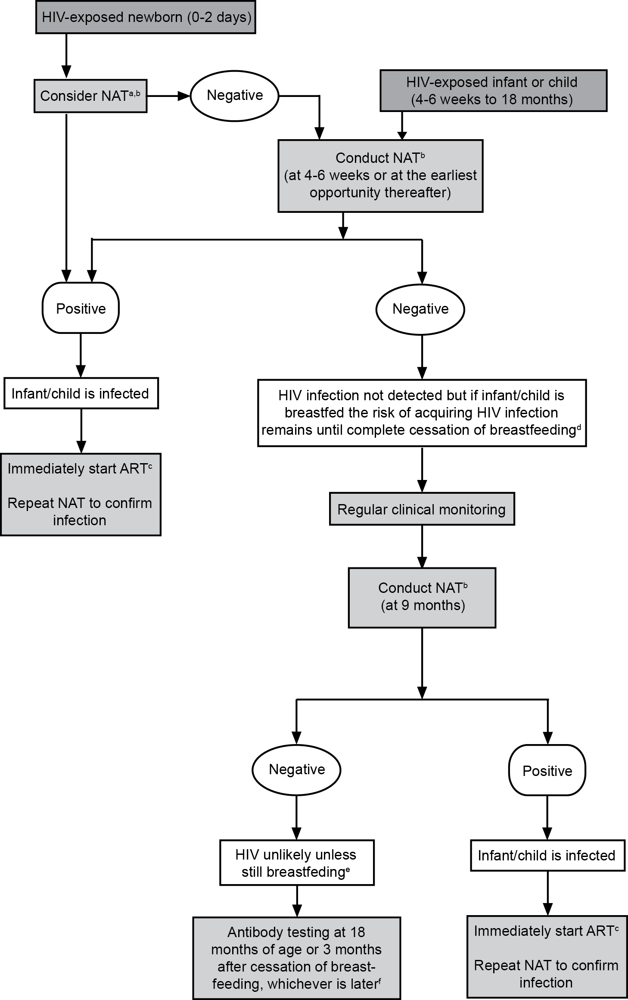 HIV-exposed newborn (0-2 days)
Consider NATa,b
Negative
HIV-exposed infant or child
(4-6 weeks to 18 months)
Conduct NATb
(at 4-6 weeks or at the earliest
opportunity thereafter)
Positive
Negative
Infant/child is infected
HIV infection not detected but if infant/child is
breastfed the risk of acquiring HIV infection
remains until complete cessation of breastfeedingd
Immediately start ARTc
Repeat NAT to confirm
infection
Regular clinical monitoring
Conduct NATb
(at 9 months)
Negative
Positive
HIV unlikely unless
still breastfedinge
Infant/child is infected
Antibody testing at 18
months of age or 3 months
after cessation of breast-
feeding, whichever is laterf
Immediately start ARTc
Repeat NAT to confirm
infection